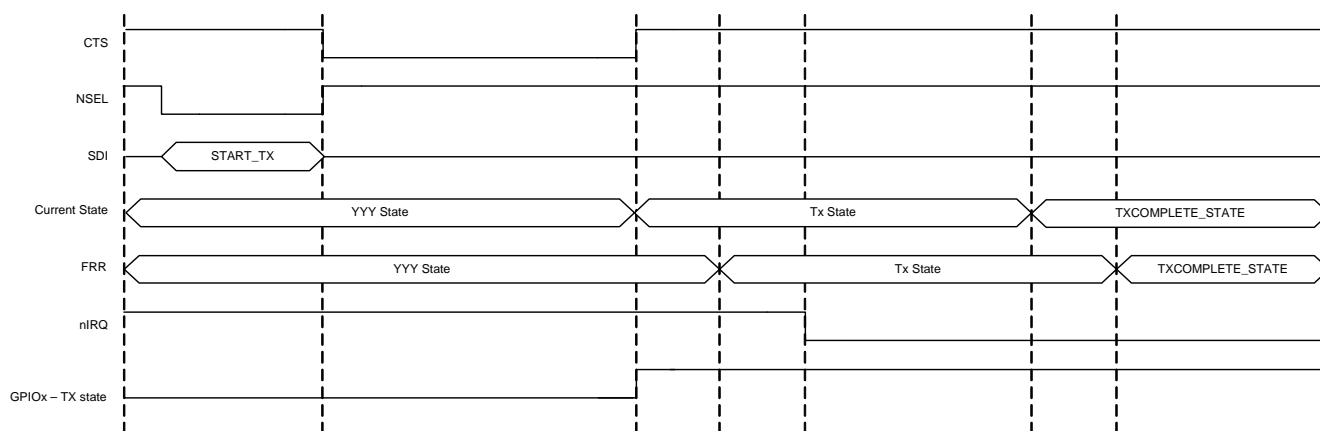 CTS
NSEL
SDI
START_TX
Current State
YYY State
Tx State
TXCOMPLETE_STATE
FRR
YYY State
Tx State
TXCOMPLETE_STATE
nIRQ
GPIOx – TX state